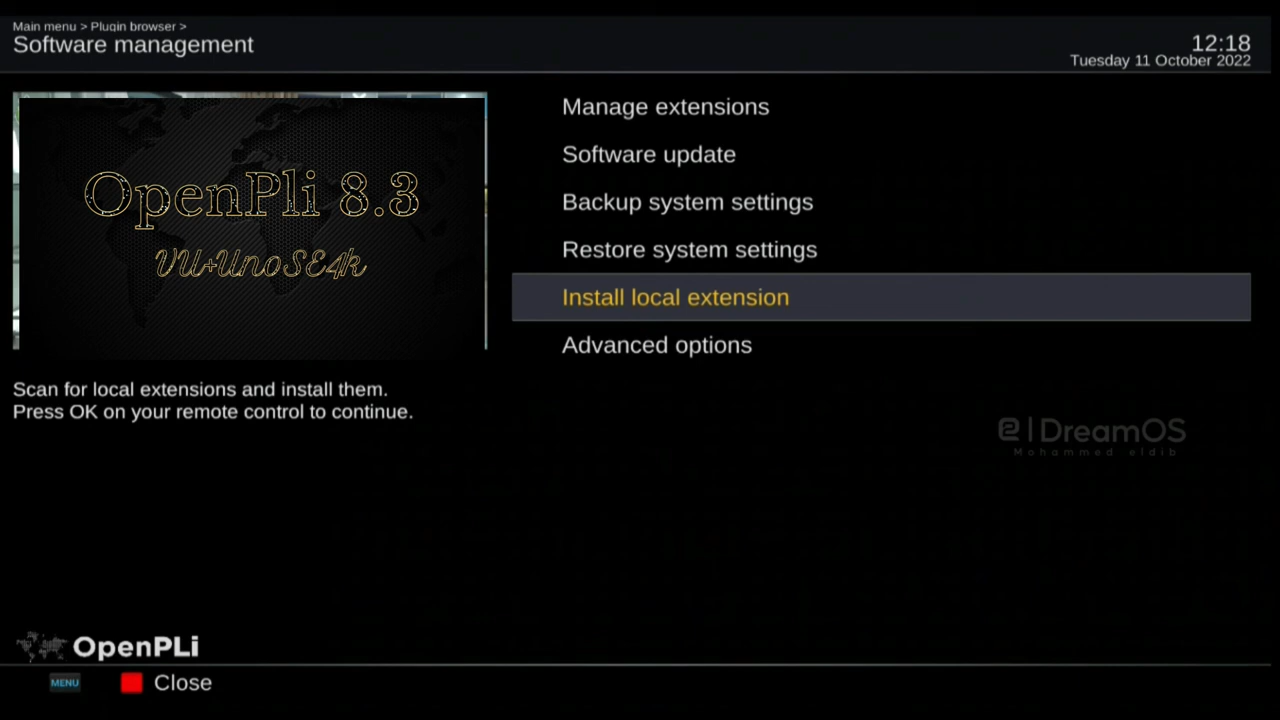 Main menu > Plugin browser >
Software management
12:18
Tuesday 11 October 2022
OpenPli 8.3
VU+UnoSE4k
Manage extensions
Software update
Backup system settings
Restore system settings
Install local extension
Advanced options
Scan for local extensions and install them.
Press OK on your remote control to continue.
DreamOS
Mohammed eldib
OpenPLi
MENU
Close